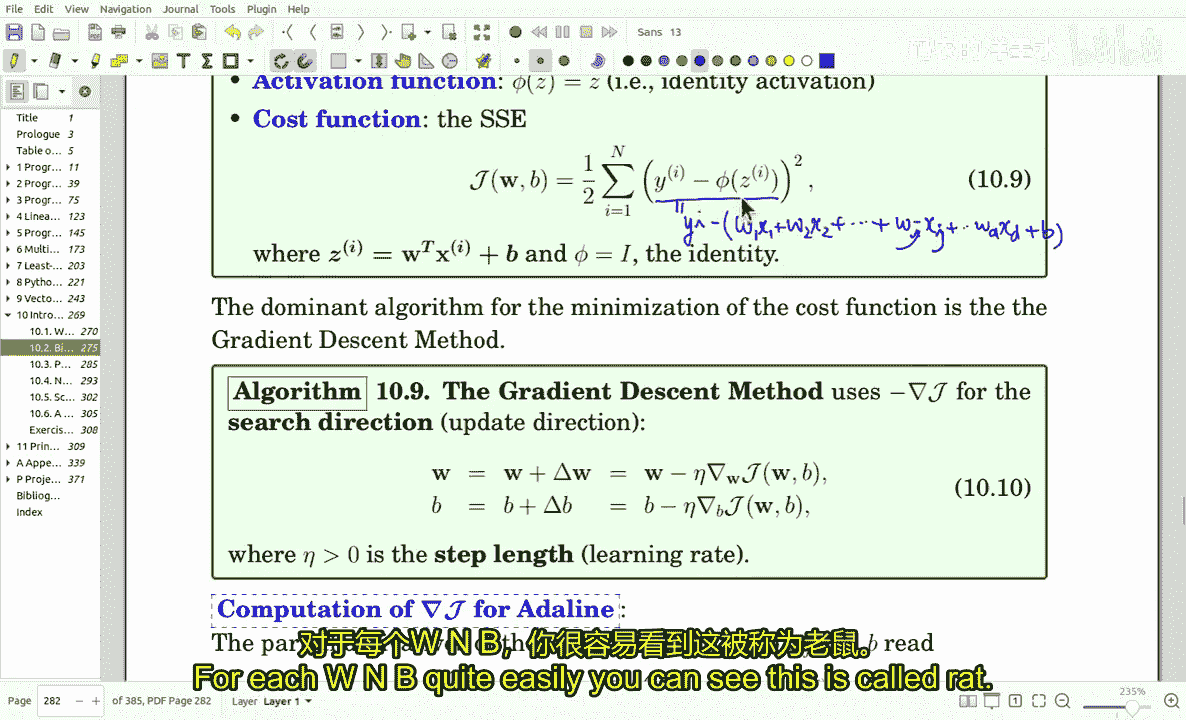 File Edit View Navigation Journal Tools Plugin Help
Sans 13
Title 1
Prologue 3
Table o... 5
1 Progr... 11
2 Progr... 39
3 Progr... 75
4 Linea... 123
5 Progr... 145
6 Multi... 173
7 Least-... 203
8 Pytho... 221
9 Vecto... 243
10 Intro... 269
10.1. W... 270
10.2. Bi... 275
10.3. P... 285
10.4. N... 293
10.5. Sc... 302
10.6. A ... 305
Exercis... 308
11 Prin... 309
A Appe... 339
P Proje... 371
Bibliog...
Index
• Activation function: ϕ(z) = z (i.e., identity activation)
• Cost function: the SSE
𝒥(w, b) = 1/2 ∑_{i=1}^{N} (y^{(i)} − ϕ(z^{(i)}))^2, (10.9)
yi − (w₁x₁+w₂x₂+ ⋯ + wⱼxⱼ+ ⋯ w_d x_d + b)
where z^{(i)} = w^T x^{(i)} + b and ϕ = I, the identity.
The dominant algorithm for the minimization of the cost function is the the
Gradient Descent Method.
Algorithm 10.9. The Gradient Descent Method uses −∇𝒥 for the
search direction (update direction):
w = w + Δw = w − η∇_w 𝒥(w, b),
b = b + Δb = b − η∇_b 𝒥(w, b),
(10.10)
where η > 0 is the step length (learning rate).
Computation of ∇𝒥 for Adaline:
The par b read
对于每个W N B，你很容易看到这被称为老鼠。
For each W N B quite easily you can see this is called rat.
Page 282 of 385, PDF Page 282 Layer Layer 1 235%